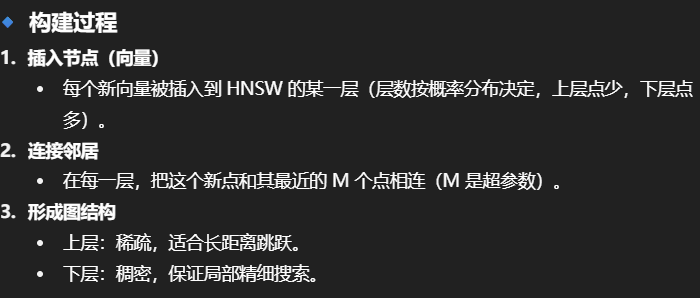 构建过程
1. 插入节点（向量）
• 每个新向量被插入到 HNSW 的某一层（层数按概率分布决定，上层点少，下层点
多）。
2. 连接邻居
• 在每一层，把这个新点和其最近的 M 个点相连（M 是超参数）。
3. 形成图结构
• 上层：稀疏，适合长距离跳跃。
• 下层：稠密，保证局部精细搜索。